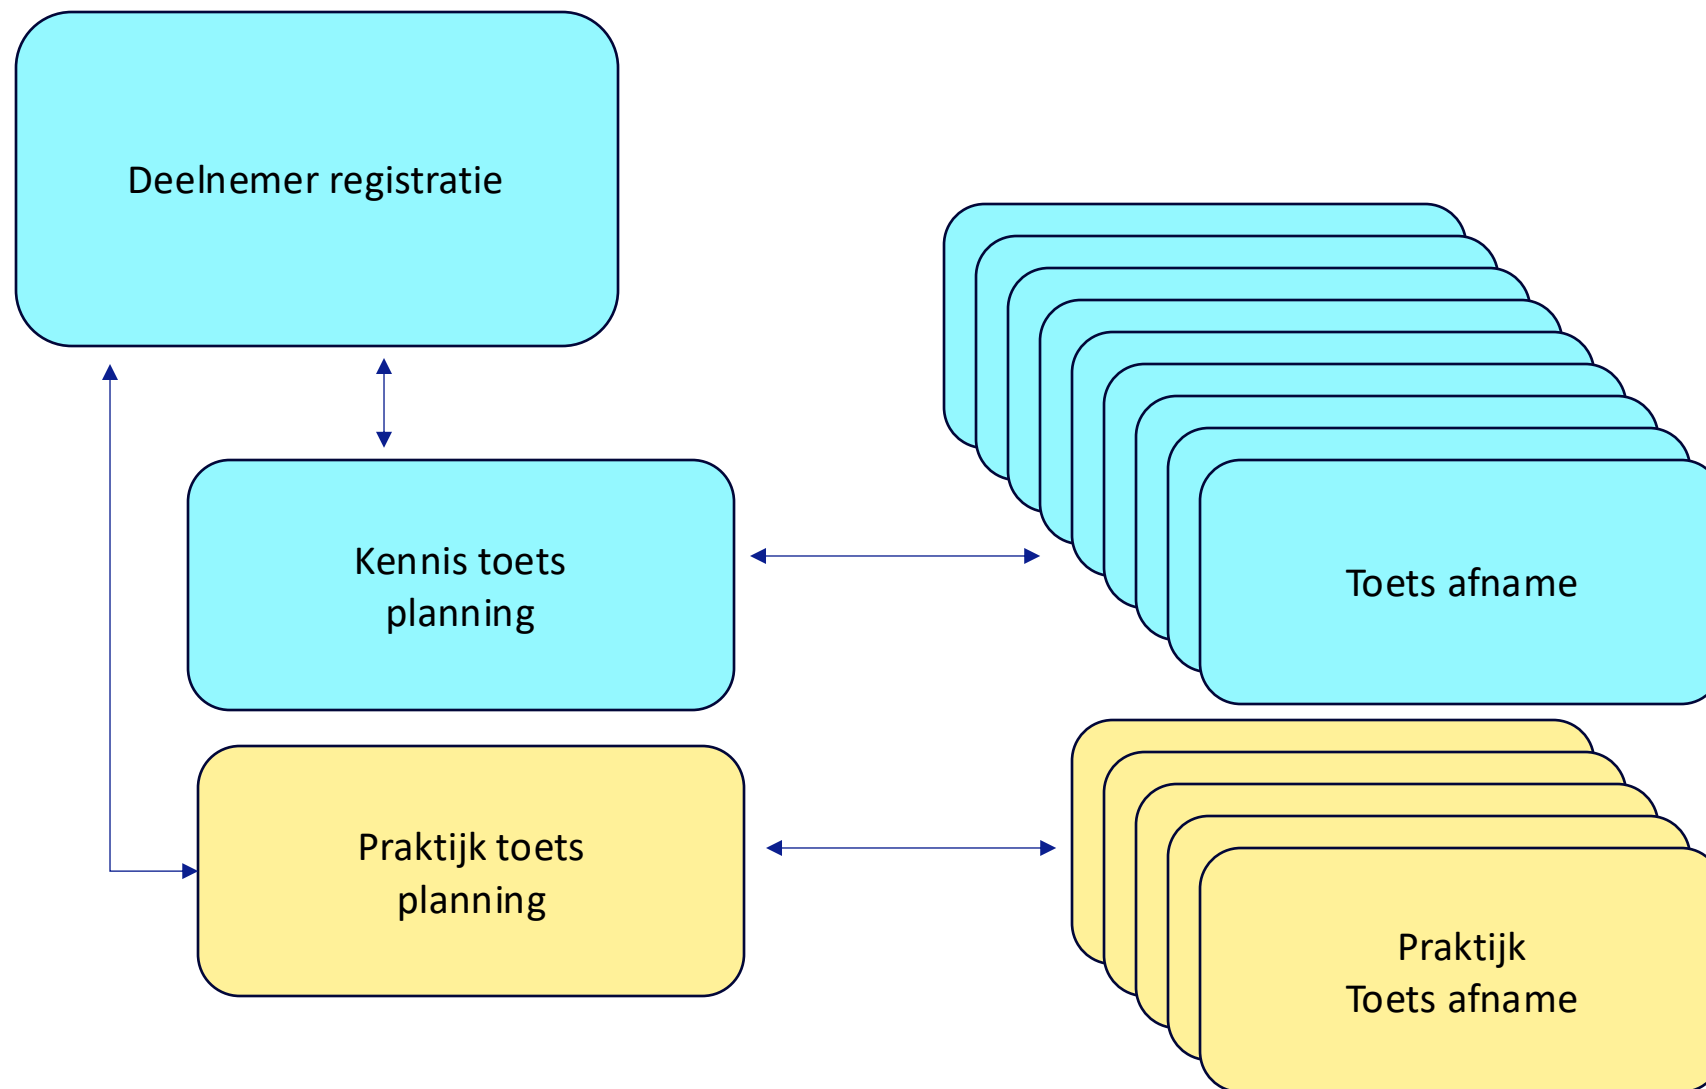 Deelnemer registratie
Kennis toets
planning
Toets afname
Praktijk toets
planning
Praktijk
Toets afname